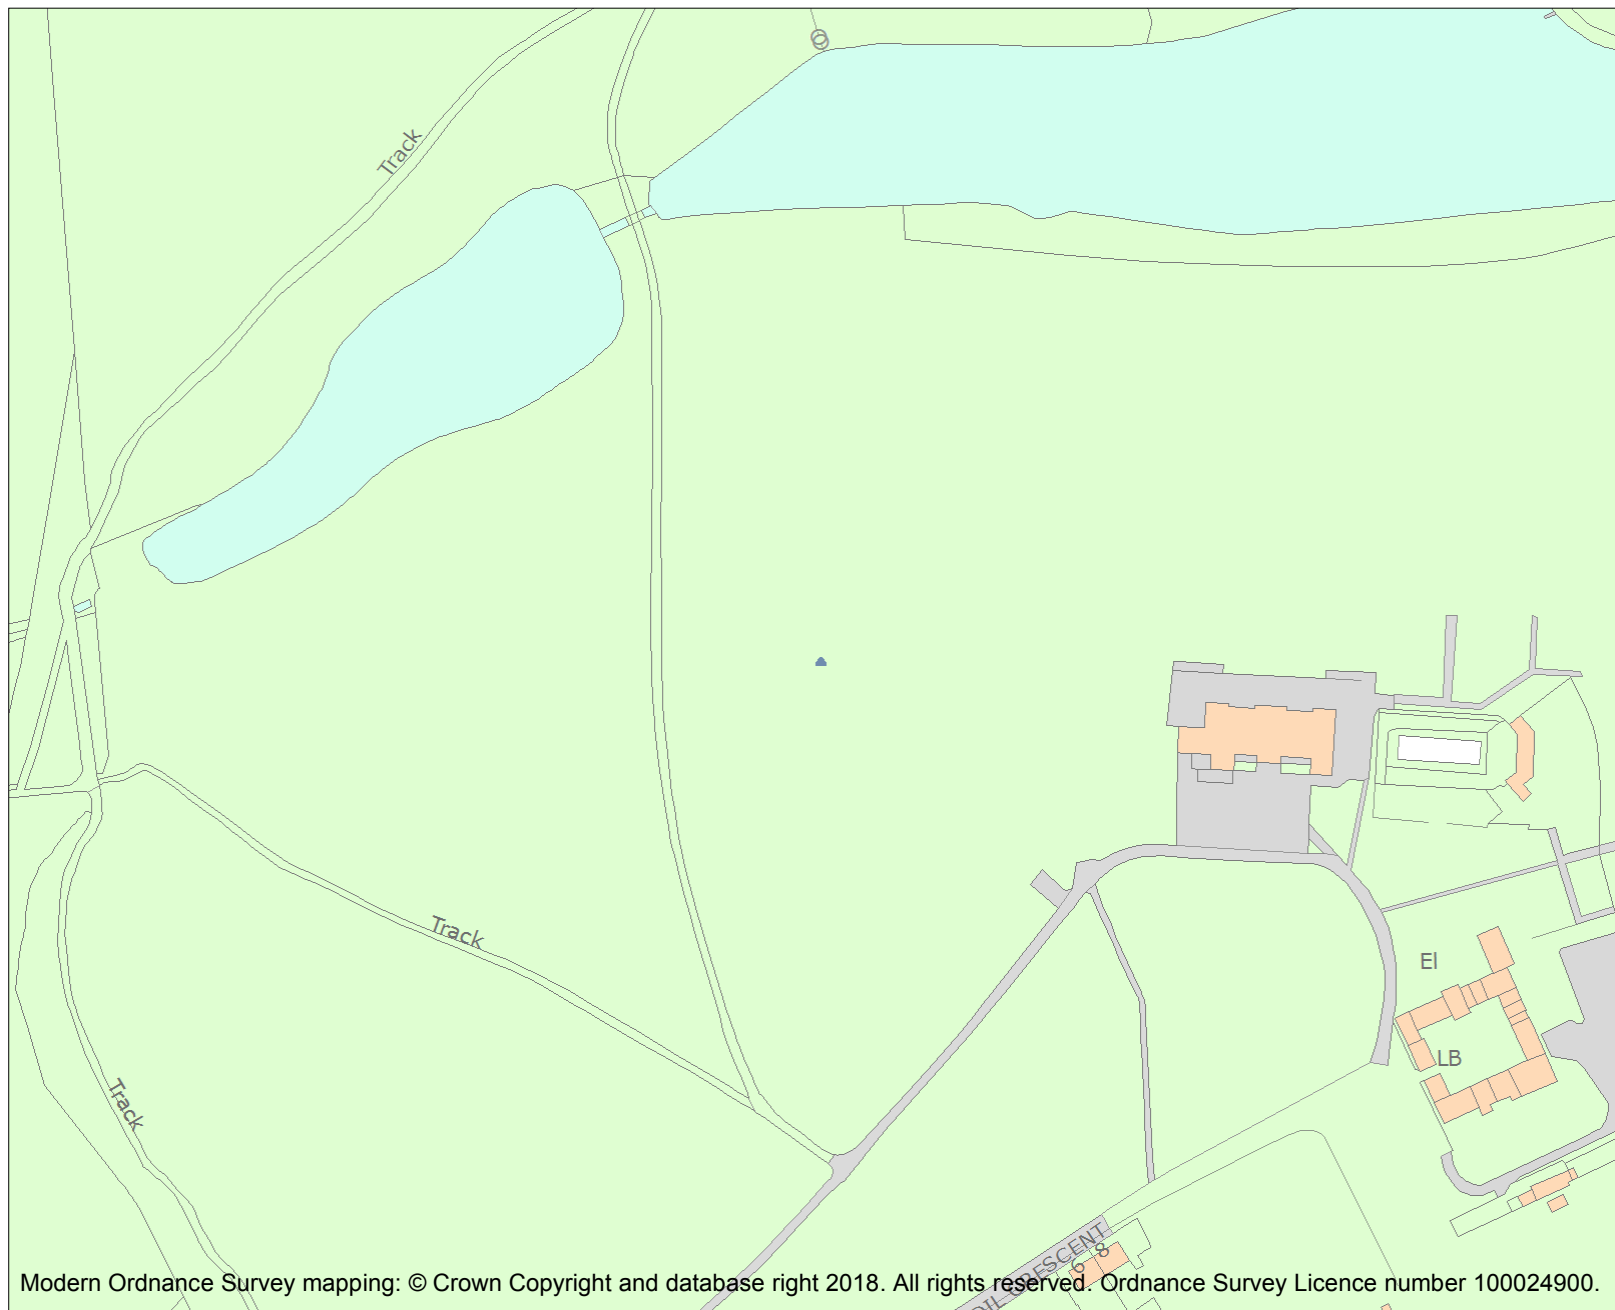 Track
Track
El
LB
Track
CRESCENT
8
6
Modern Ordnance Survey mapping: © Crown Copyright and database right 2018. All rights reserved. Ordnance Survey Licence number 100024900.